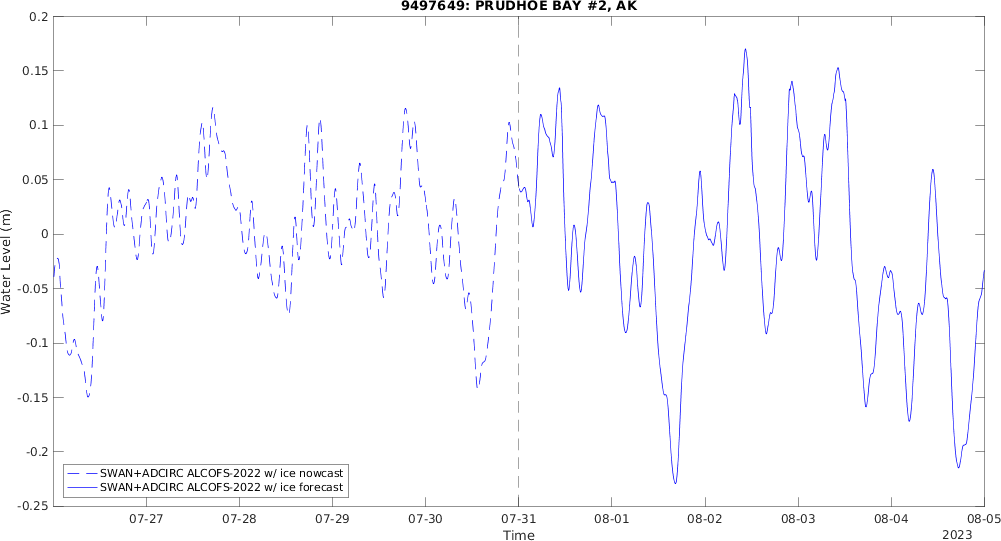 9497649: PRUDHOE BAY #2, AK
Water Level (m)
0.2
0.15
0.1
0.05
0
-0.05
-0.1
-0.15
-0.2
-0.25
SWAN+ADCIRC ALCOFS-2022 w/ ice nowcast
SWAN+ADCIRC ALCOFS-2022 w/ ice forecast
07-27 07-28 07-29 07-30 07-31 08-01 08-02 08-03 08-04 08-05
Time
2023